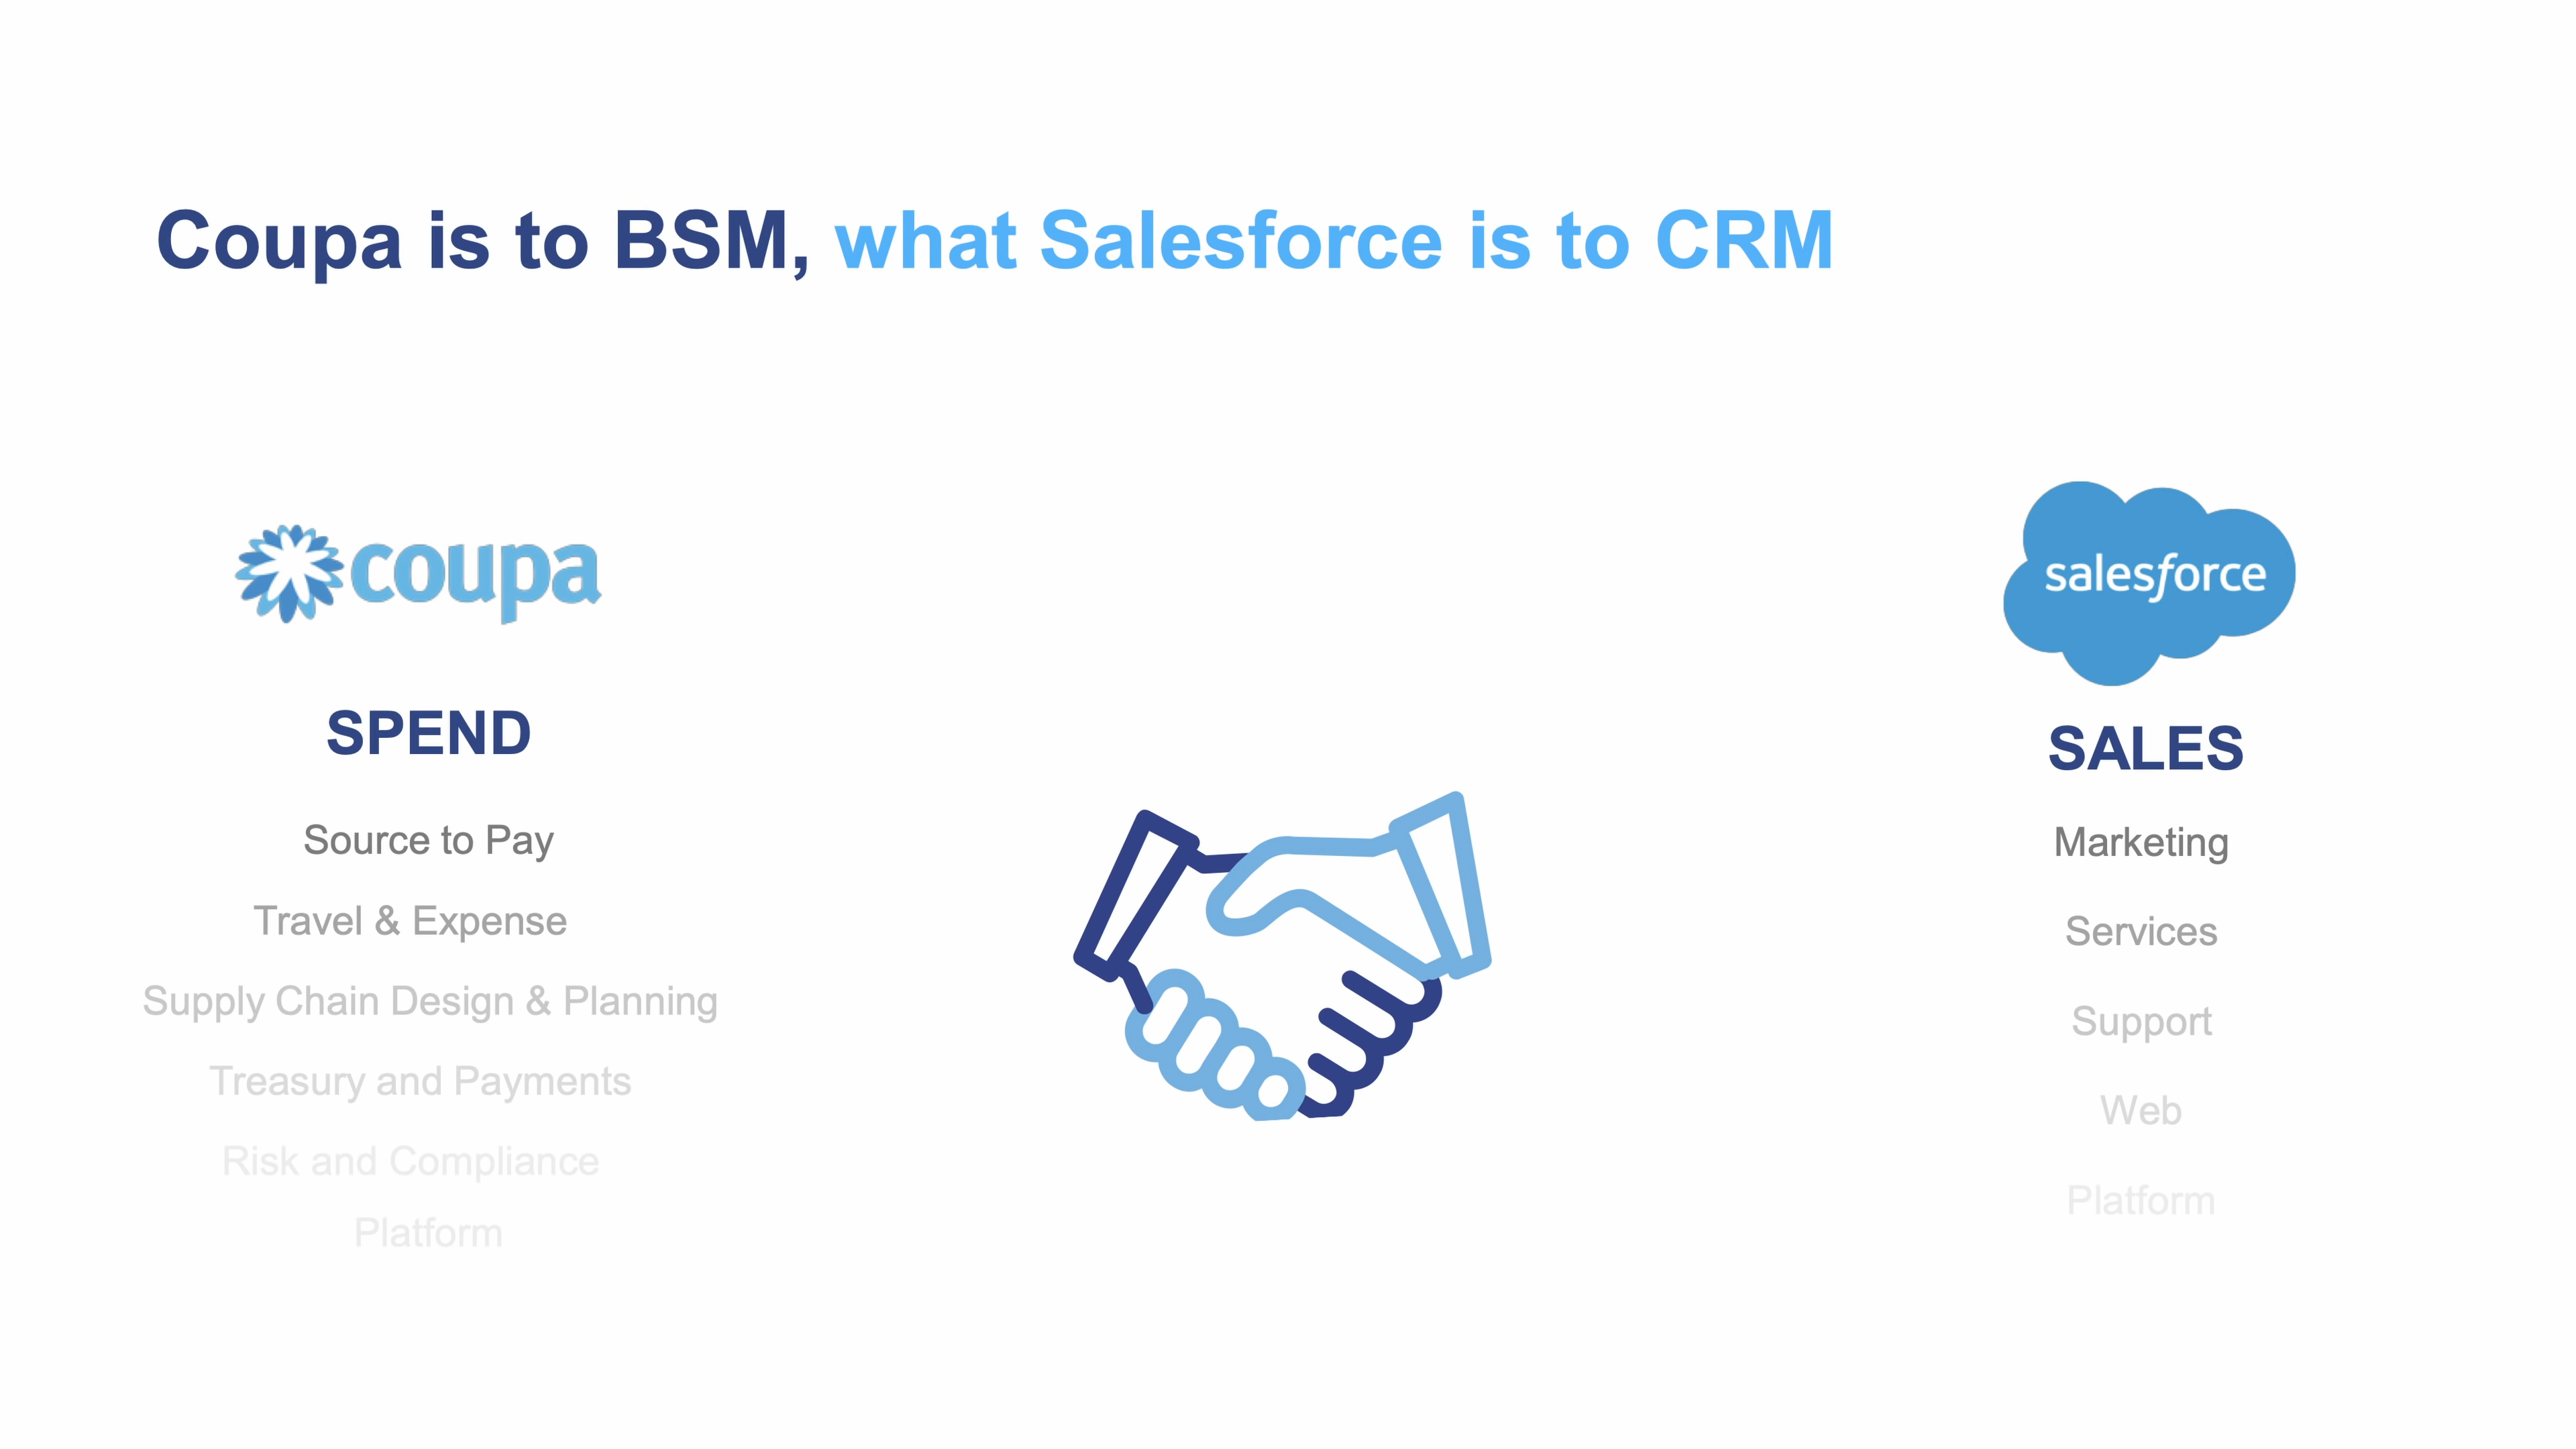 Coupa is to BSM, what Salesforce is to CRM
coupa
SPEND
Source to Pay
Travel & Expense
Supply Chain Design & Planning
Treasury and Payments
Risk and Compliance
Platform
salesforce
SALES
Marketing
Services
Support
Web
Platform